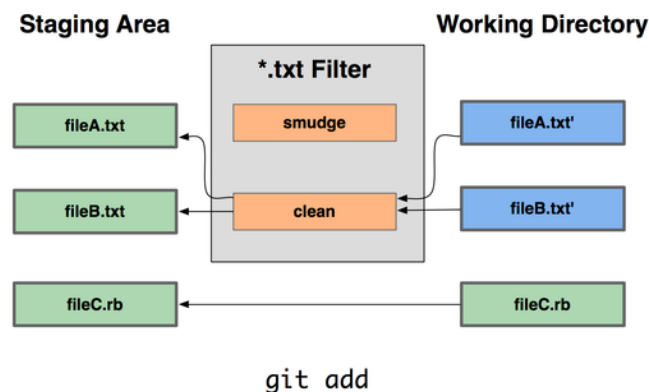 Staging Area
Working Directory
*.txt Filter
fileA.txt
smudge
fileA.txt'
fileB.txt
clean
fileB.txt'
fileC.rb
fileC.rb
git add